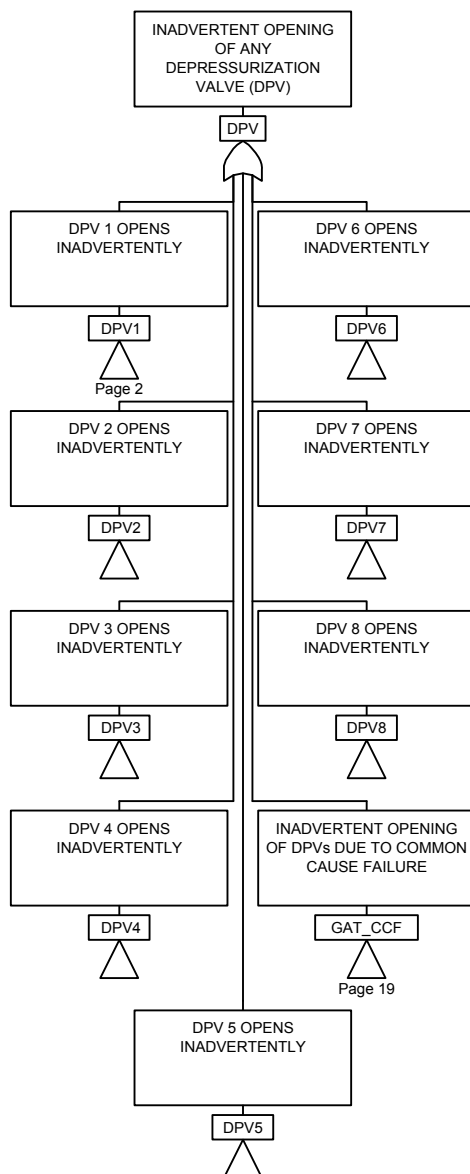 INADVERTENT OPENING
OF ANY
DEPRESSURIZATION
VALVE (DPV)
DPV
DPV 1 OPENS
INADVERTENTLY
DPV1
Page 2
DPV 6 OPENS
INADVERTENTLY
DPV6
DPV 2 OPENS
INADVERTENTLY
DPV2
DPV 7 OPENS
INADVERTENTLY
DPV7
DPV 3 OPENS
INADVERTENTLY
DPV3
DPV 8 OPENS
INADVERTENTLY
DPV8
DPV 4 OPENS
INADVERTENTLY
DPV4
INADVERTENT OPENING
OF DPVs DUE TO COMMON
CAUSE FAILURE
GAT_CCF
Page 19
DPV 5 OPENS
INADVERTENTLY
DPV5